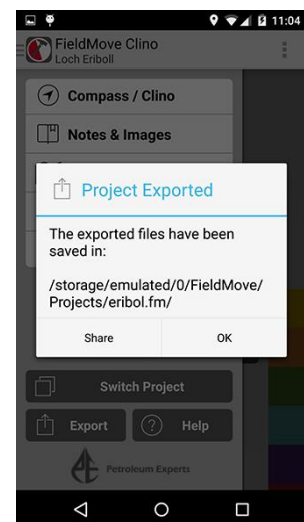 11:04
FieldMove Clino
Loch Eriboll
Compass / Clino
Notes & Images
Project Exported
The exported files have been
saved in:
/storage/emulated/0/FieldMove/
Projects/eribol.fm/
Share
OK
Switch Project
Export
Help
Petroleum Experts